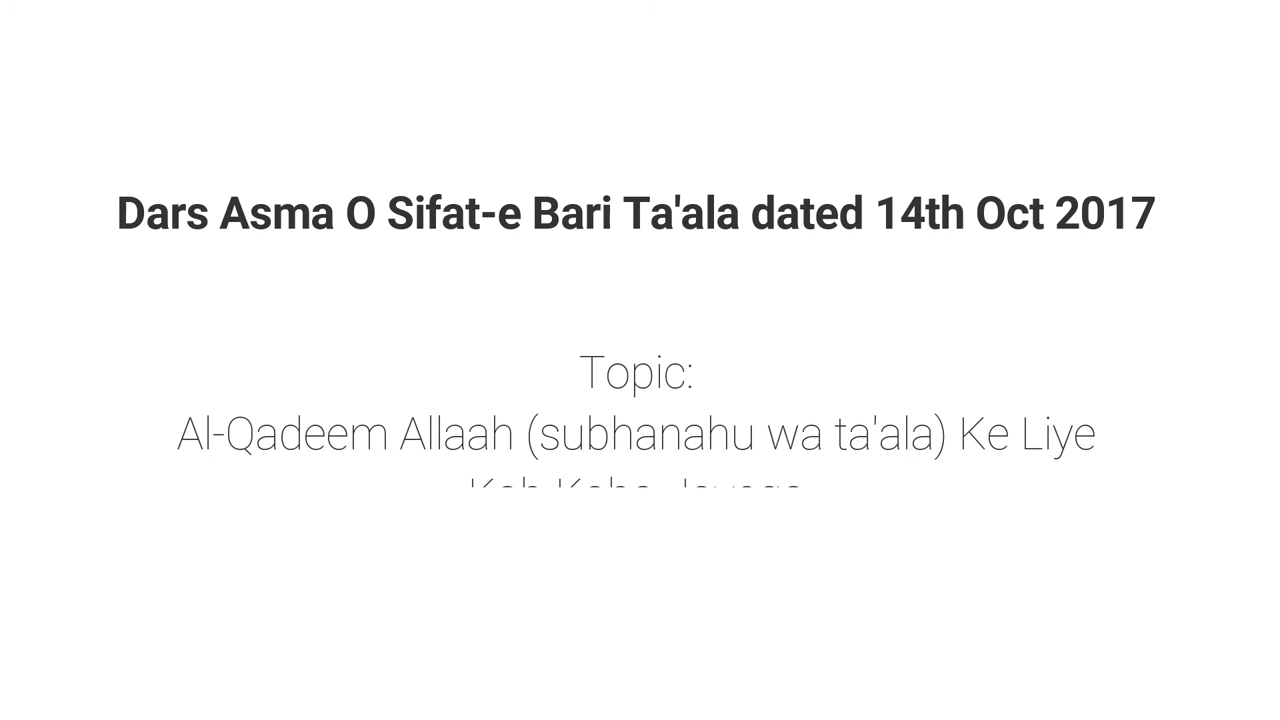 Dars Asma O Sifat-e Bari Ta'ala dated 14th Oct 2017
Topic:
Al-Qadeem Allaah (subhanahu wa ta'ala) Ke Liye